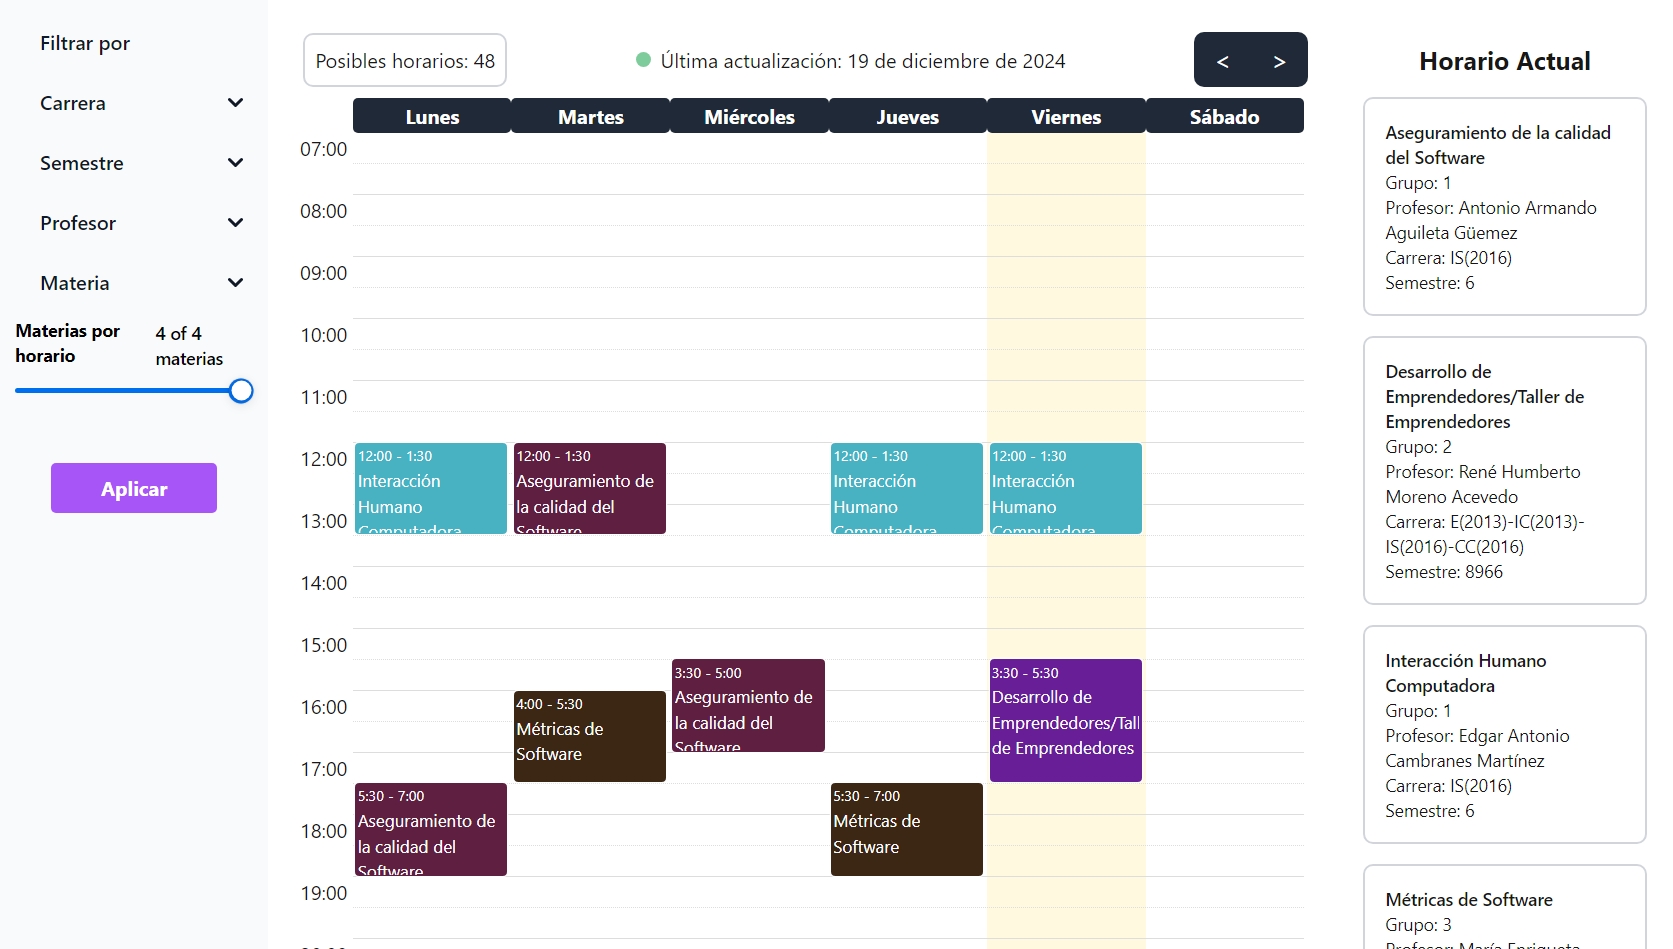 Filtrar por
Carrera
Semestre
Profesor
Materia
Materias por
horario
4 of 4
materias
Aplicar
Posibles horarios: 48
Última actualización: 19 de diciembre de 2024
< >
Lunes Martes Miércoles Jueves Viernes Sábado
07:00
08:00
09:00
10:00
11:00
12:00
13:00
14:00
15:00
16:00
17:00
18:00
19:00
12:00 - 1:30
Interacción
Humano
Computadora
5:30 - 7:00
Aseguramiento de
la calidad del
Software
12:00 - 1:30
Aseguramiento de
la calidad del
Software
4:00 - 5:30
Métricas de
Software
3:30 - 5:00
Aseguramiento de
la calidad del
Software
12:00 - 1:30
Interacción
Humano
Computadora
5:30 - 7:00
Métricas de
Software
12:00 - 1:30
Interacción
Humano
Computadora
3:30 - 5:30
Desarrollo de
Emprendedores/Tall
de Emprendedores
Horario Actual
Aseguramiento de la calidad
del Software
Grupo: 1
Profesor: Antonio Armando
Aguileta Güemez
Carrera: IS(2016)
Semestre: 6
Desarrollo de
Emprendedores/Taller de
Emprendedores
Grupo: 2
Profesor: René Humberto
Moreno Acevedo
Carrera: E(2013)-IC(2013)-
IS(2016)-CC(2016)
Semestre: 8966
Interacción Humano
Computadora
Grupo: 1
Profesor: Edgar Antonio
Cambranes Martínez
Carrera: IS(2016)
Semestre: 6
Métricas de Software
Grupo: 3
Profesor: María Enriqueta